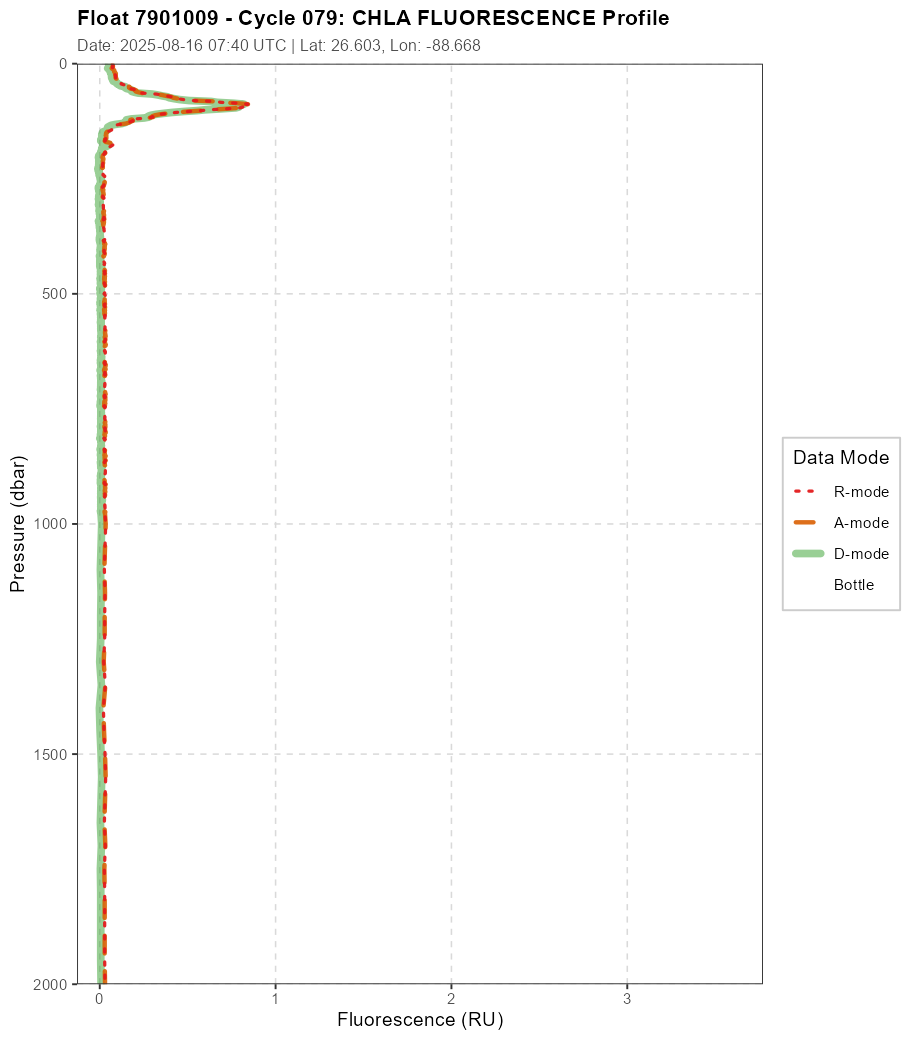 Float 7901009 - Cycle 079: CHLA FLUORESCENCE Profile
Date: 2025-08-16 07:40 UTC | Lat: 26.603, Lon: -88.668
0
500
1000
1500
2000
Pressure (dbar)
0 1 2 3
Fluorescence (RU)
Data Mode
R-mode
A-mode
D-mode
Bottle